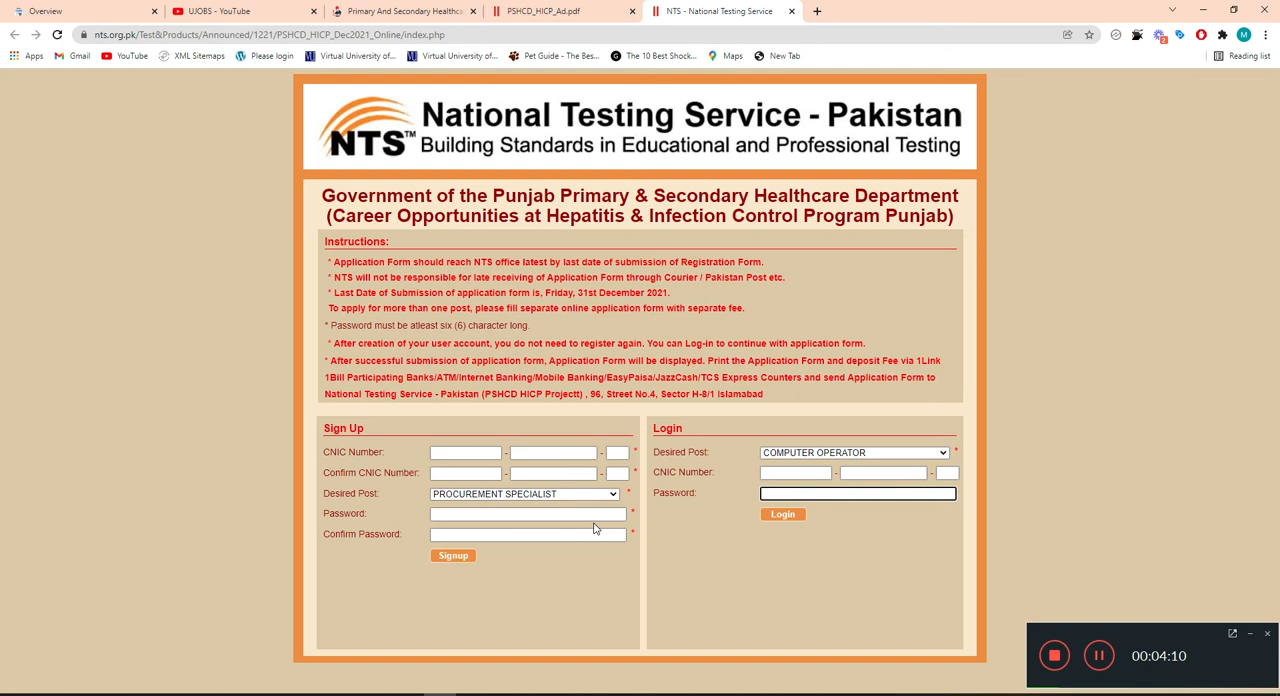 Overview
UJOBS - YouTube
Primary And Secondary Healthca
PSHCD_HICP_Ad.pdf
NTS - National Testing Service
nts.org.pk/Test&Products/Announced/1221/PSHCD_HICP_Dec2021_Online/index.php
2
M
Apps
Gmail
YouTube
XML Sitemaps
Please login
Virtual University of...
Virtual University of...
Pet Guide - The Bes...
The 10 Best Shock...
Maps
New Tab
Reading list
NTS™
National Testing Service - Pakistan
Building Standards in Educational and Professional Testing
Government of the Punjab Primary & Secondary Healthcare Department
(Career Opportunities at Hepatitis & Infection Control Program Punjab)
Instructions:
* Application Form should reach NTS office latest by last date of submission of Registration Form.
* NTS will not be responsible for late receiving of Application Form through Courier / Pakistan Post etc.
* Last Date of Submission of application form is, Friday, 31st December 2021.
To apply for more than one post, please fill separate online application form with separate fee.
* Password must be atleast six (6) character long.
* After creation of your user account, you do not need to register again. You can Log-in to continue with application form.
* After successful submission of application form, Application Form will be displayed. Print the Application Form and deposit Fee via 1Link
1Bill Participating Banks/ATM/Internet Banking/Mobile Banking/EasyPaisa/JazzCash/TCS Express Counters and send Application Form to
National Testing Service - Pakistan (PSHCD HICP Projectt) , 96, Street No.4, Sector H-8/1 Islamabad
Sign Up
CNIC Number: - - *
Confirm CNIC Number: - - *
Desired Post: PROCUREMENT SPECIALIST *
Password: *
Confirm Password: *
Signup
Login
Desired Post: COMPUTER OPERATOR *
CNIC Number: - -
Password:
Login
00:04:10